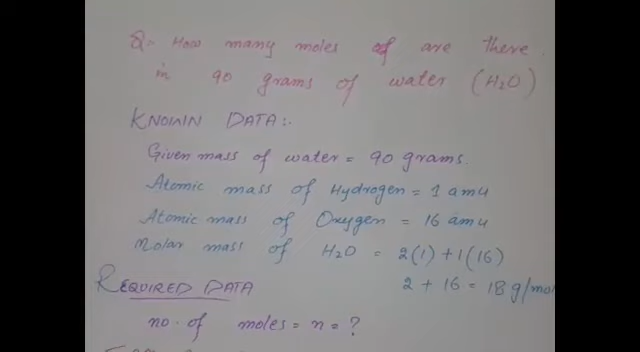 Q= How many moles of are there
in 90 grams of water (H₂O)
KNOWN DATA:-
Given mass of water = 90 grams.
Atomic mass of Hydrogen = 1 amu
Atomic mass of Oxygen = 16 amu
Molar mass of H₂O = 2(1) + 1(16)
2 + 16 = 18 g/mol
REQUIRED DATA
no. of moles = n = ?